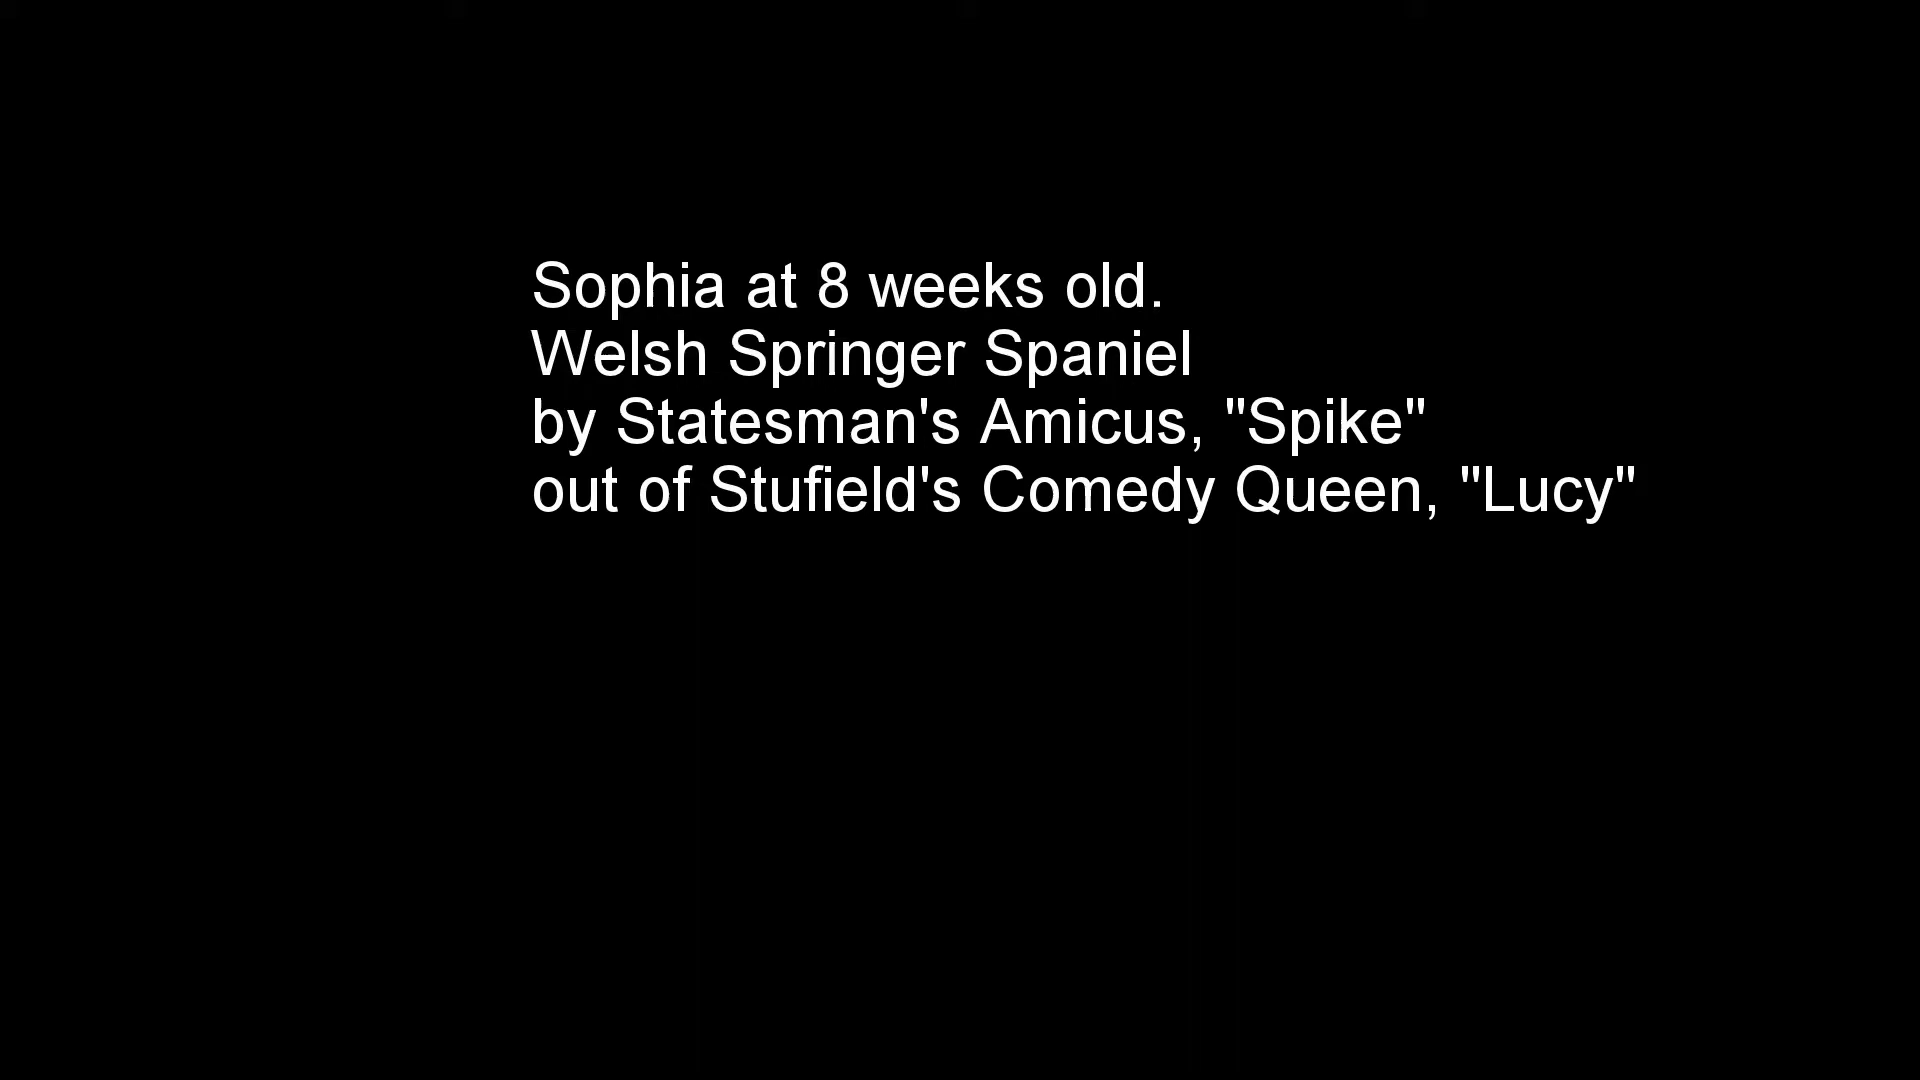 Sophia at 8 weeks old.
Welsh Springer Spaniel
by Statesman's Amicus, "Spike"
out of Stufield's Comedy Queen, "Lucy"